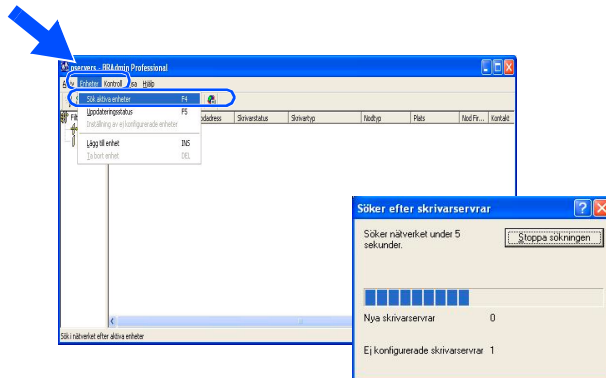 pservers - BRAdmin Professional
Enheter Kontroll Hjälp
Sök aktiva enheter F4
Uppdateringsstatus F5
Inställning av ej konfigurerade enheter
Lägg till enhet INS
Ta bort enhet DEL
Skrivarstatus Skrivartyp Nodtyp Plats Nod Fir... Kontakt
Sök i nätverket efter aktiva enheter
Söker efter skrivarservrar
Söker nätverket under 5
sekunder.
Stoppa sökningen
Nya skrivarservrar 0
Ej konfigurerade skrivarservrar 1